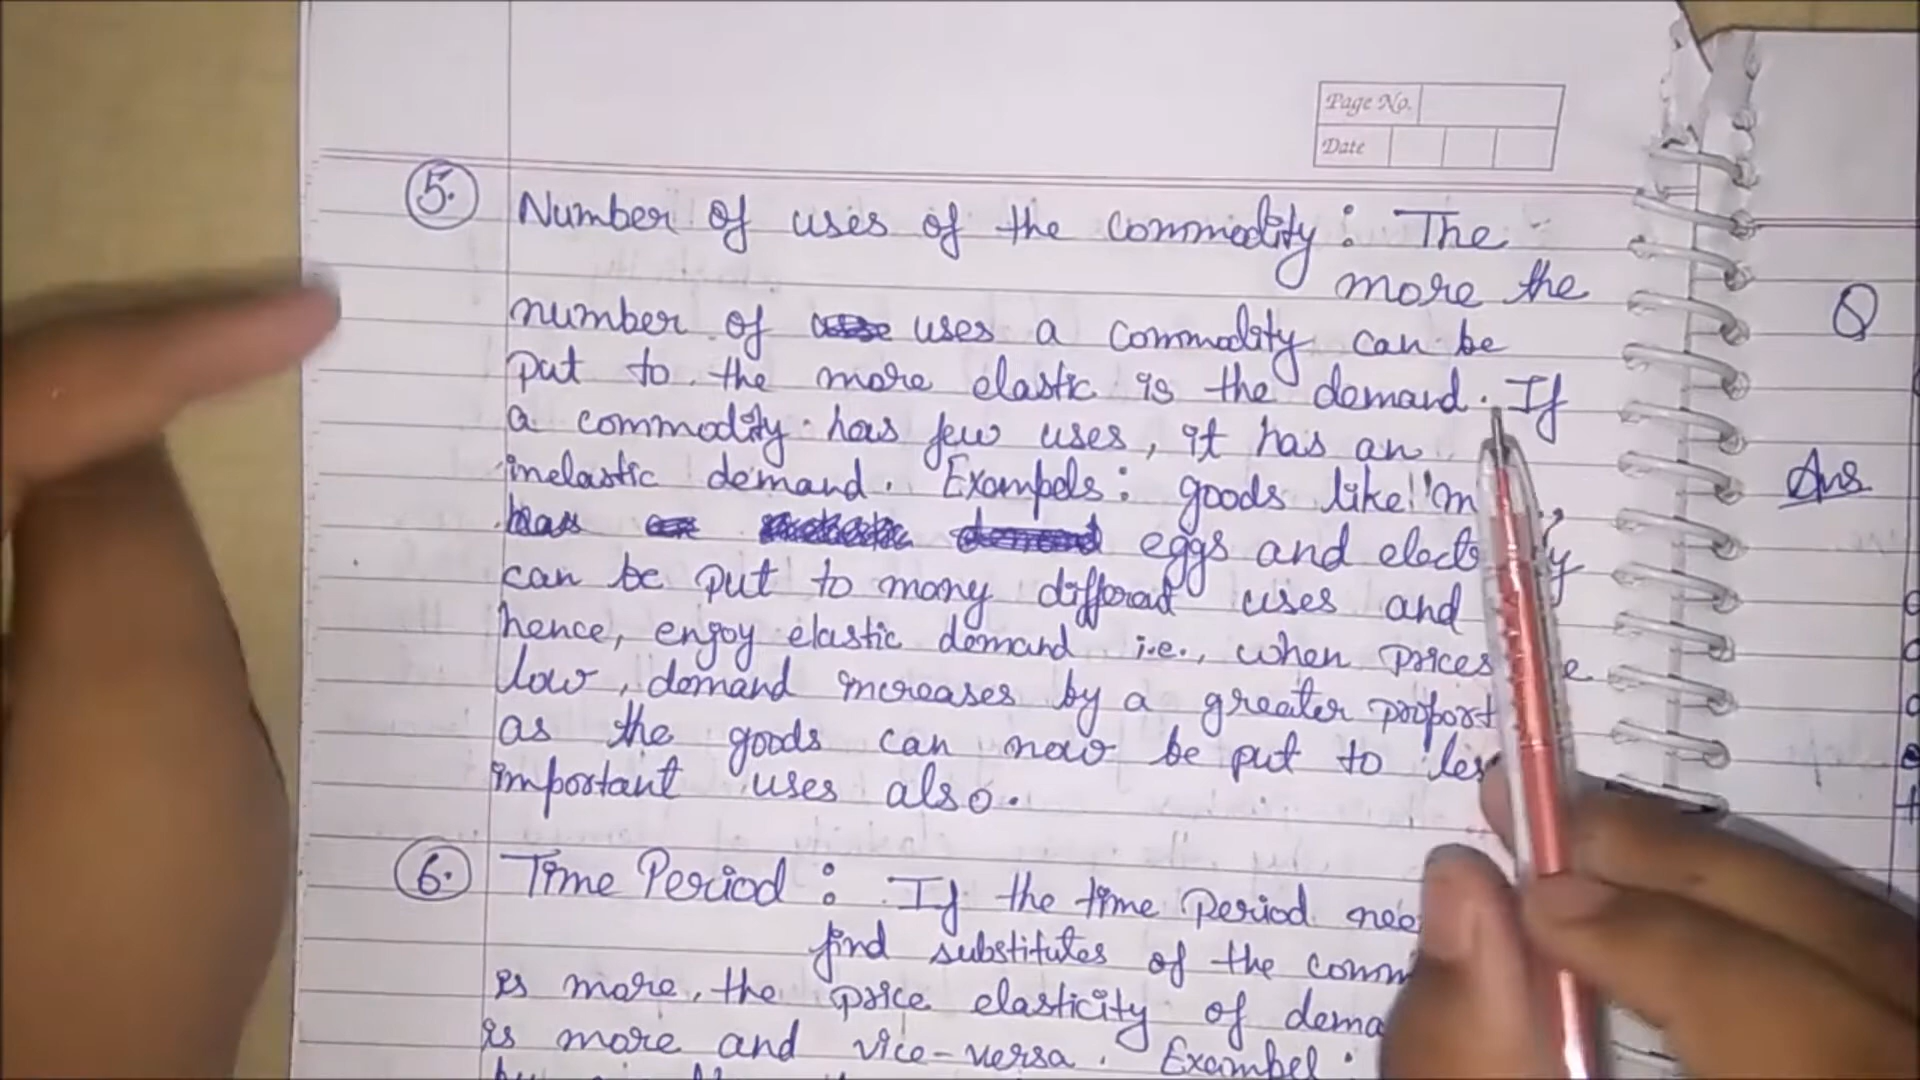 Page No.
Date
5. Number of uses of the commodity : The
more the
number of uses a commodity can be
put to the more elastic is the demand. If
a commodity has few uses, it has an
inelastic demand. Exampels : goods like
eggs and
can be put to many different uses and
hence, enjoy elastic demand i.e., when prices
low, demand increases by a greater
as the goods can now be put to
important uses also.
6. Time Period : If the time Period
find substitutes of the
is more, the price elasticity of
is more and vice-versa. Exampel :
Q
Ans